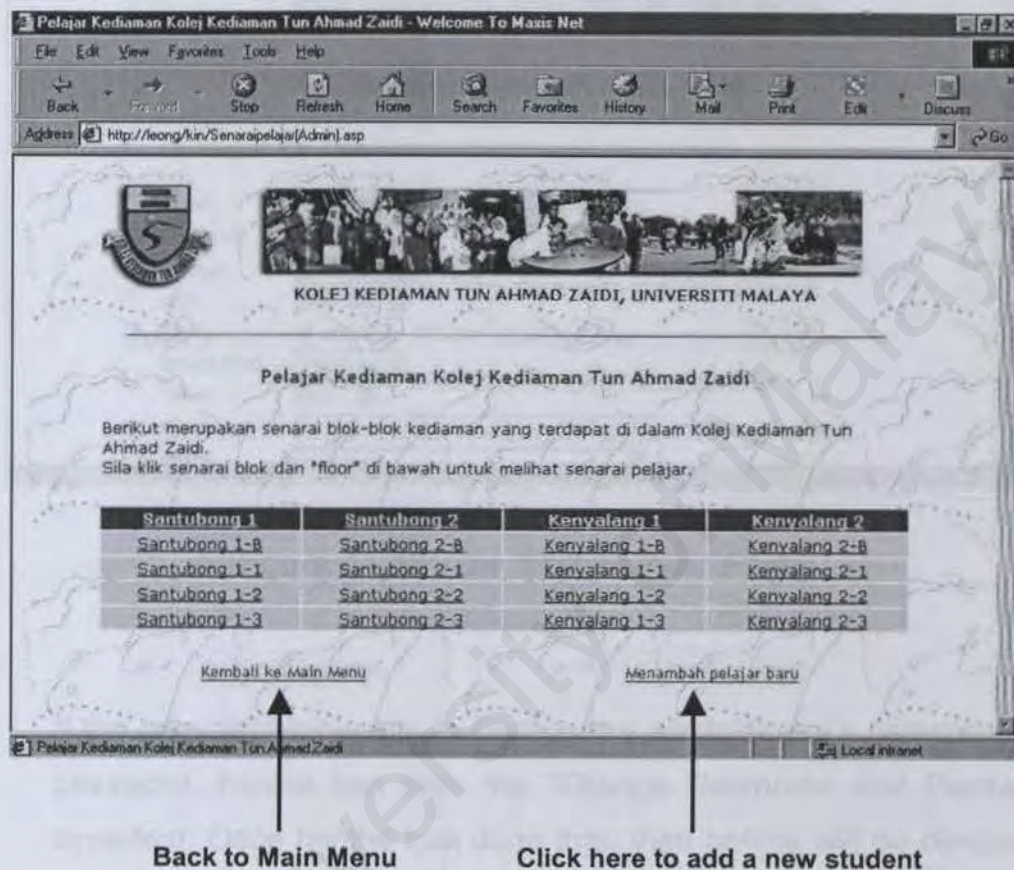 Pelajar Kediaman Kolej Kediaman Tun Ahmad Zaidi - Welcome To Maxis Net
File Edit View Favorites Tools Help
Back Forward Stop Refresh Home Search Favorites History Mail Print Edit Discuss
Address http://leong/kin/Senaraipelajar(Admin).asp Go
KOLEJ KEDIAMAN TUN AHMAD ZAIDI, UNIVERSITI MALAYA
Pelajar Kediaman Kolej Kediaman Tun Ahmad Zaidi
Berikut merupakan senarai blok-blok kediaman yang terdapat di dalam Kolej Kediaman Tun
Ahmad Zaidi.
Sila klik senarai blok dan "floor" di bawah untuk melihat senarai pelajar.
Santubong 1 Santubong 2 Kenyalang 1 Kenyalang 2
Santubong 1-B Santubong 2-B Kenyalang 1-B Kenyalang 2-B
Santubong 1-1 Santubong 2-1 Kenyalang 1-1 Kenyalang 2-1
Santubong 1-2 Santubong 2-2 Kenyalang 1-2 Kenyalang 2-2
Santubong 1-3 Santubong 2-3 Kenyalang 1-3 Kenyalang 2-3
Kembali ke Main Menu Menambah pelajar baru
Pelajar Kediaman Kolej Kediaman Tun Ahmad Zaidi Local intranet
Back to Main Menu Click here to add a new student